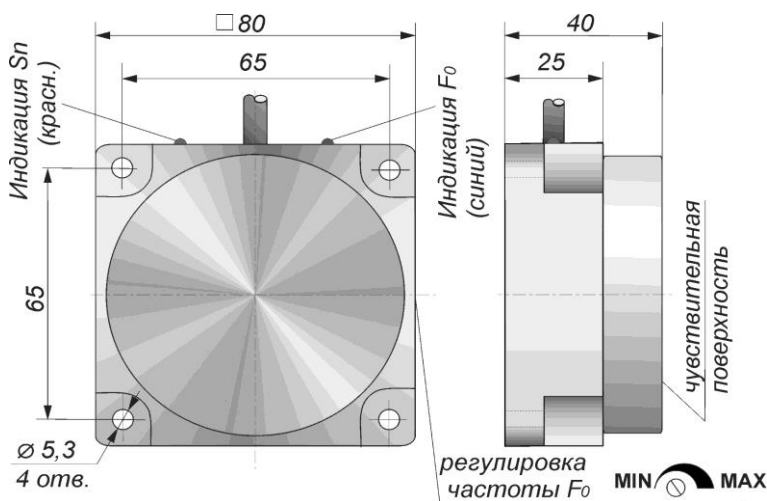 □ 80
65
Индикация Sn
(красн.)
Индикация F₀
(синий)
40
25
65
чувствительная
поверхность
⌀ 5,3
4 отв.
регулировка
частоты F₀
MIN MAX